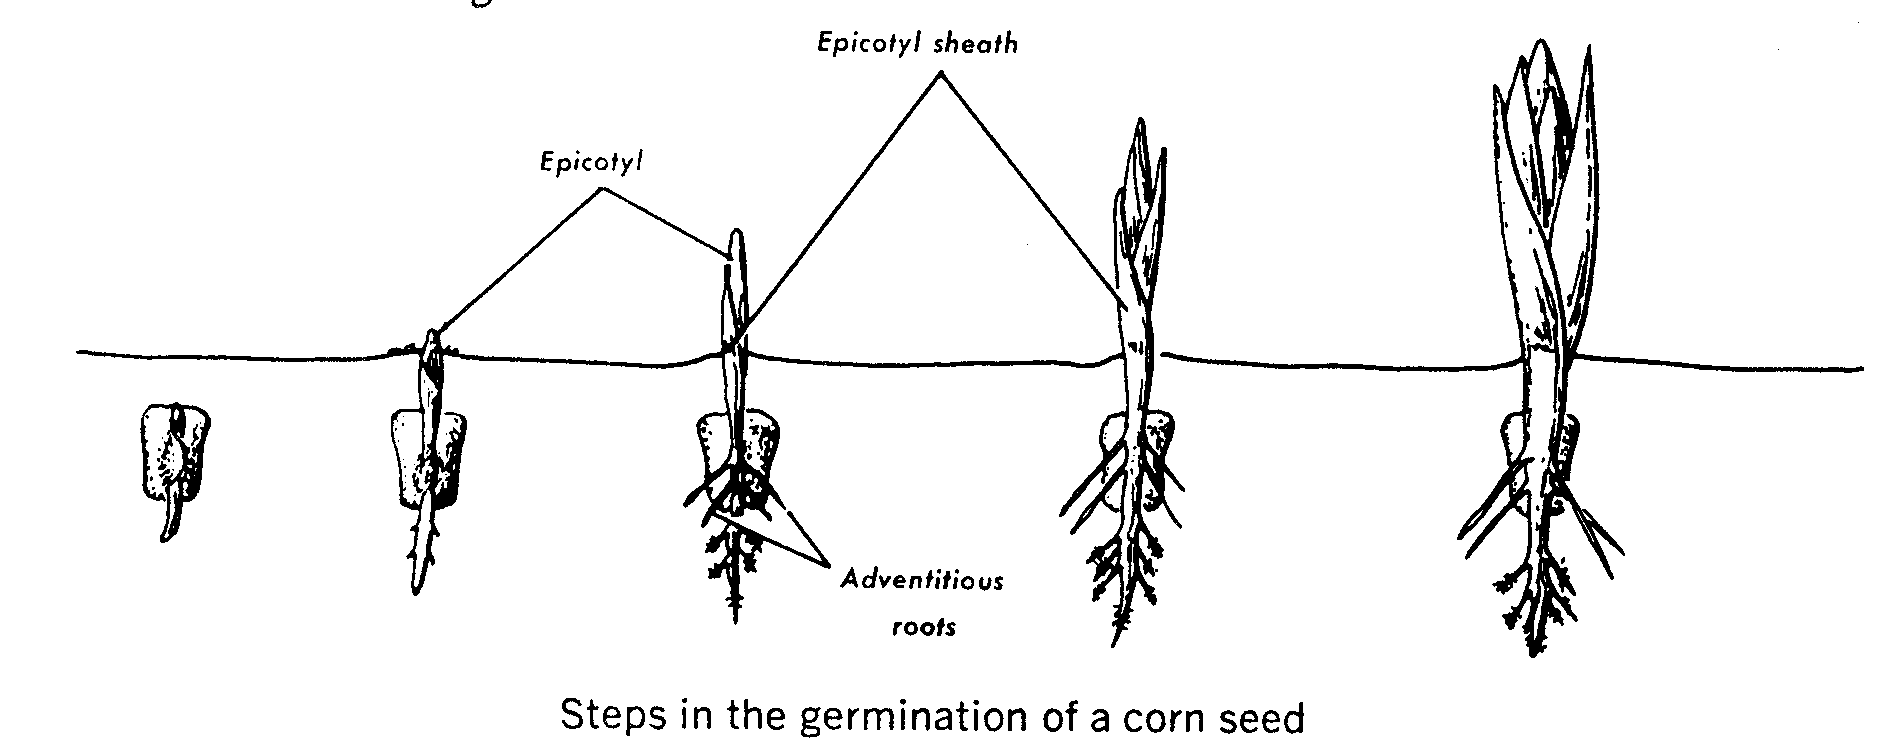 Epicotyl sheath
Epicotyl
Adventitious
roots
Steps in the germination of a corn seed